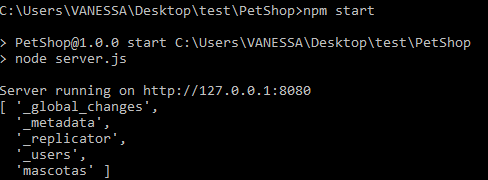 C:\Users\VANESSA\Desktop\test\PetShop>npm start
> PetShop@1.0.0 start C:\Users\VANESSA\Desktop\test\PetShop
> node server.js
Server running on http://127.0.0.1:8080
[ '_global_changes',
'_metadata',
'_replicator',
'_users',
'mascotas' ]